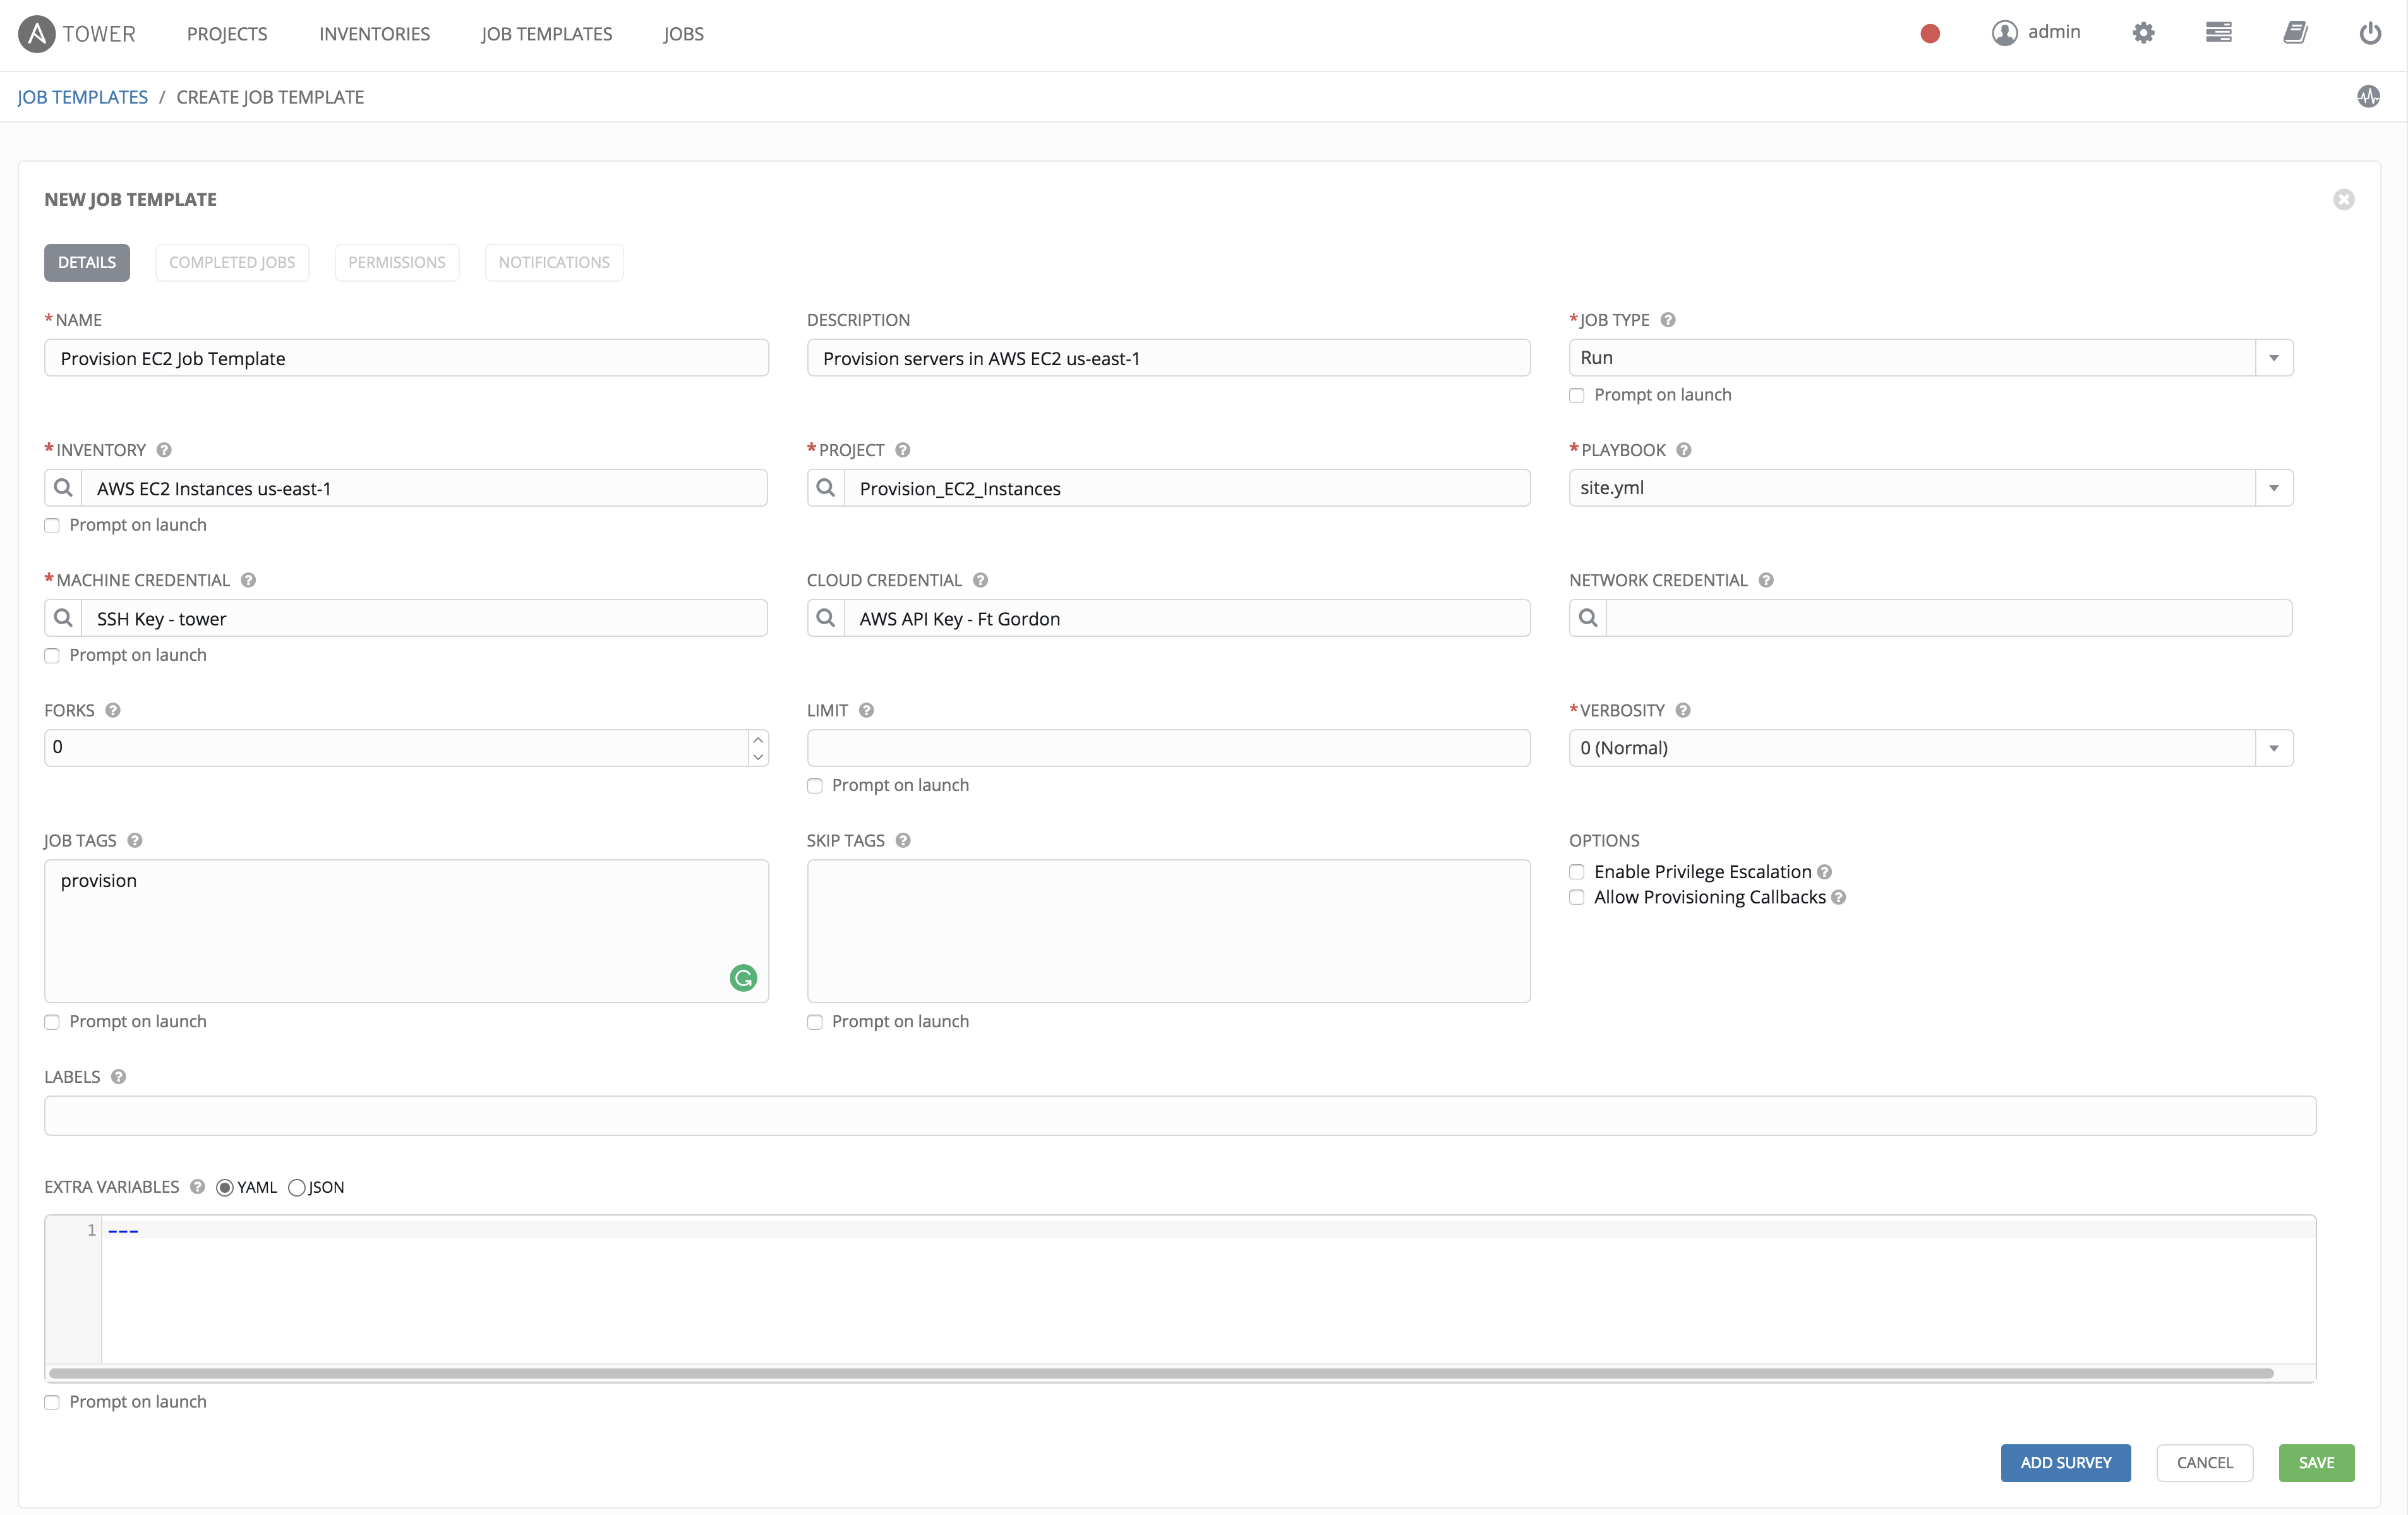 A TOWER PROJECTS INVENTORIES JOB TEMPLATES JOBS admin
JOB TEMPLATES / CREATE JOB TEMPLATE
NEW JOB TEMPLATE
DETAILS COMPLETED JOBS PERMISSIONS NOTIFICATIONS
* NAME DESCRIPTION * JOB TYPE ?
Provision EC2 Job Template Provision servers in AWS EC2 us-east-1 Run
Prompt on launch
* INVENTORY ? * PROJECT ? * PLAYBOOK ?
AWS EC2 Instances us-east-1 Provision_EC2_Instances site.yml
Prompt on launch
* MACHINE CREDENTIAL ? CLOUD CREDENTIAL ? NETWORK CREDENTIAL ?
SSH Key - tower AWS API Key - Ft Gordon
Prompt on launch
FORKS ? LIMIT ? * VERBOSITY ?
0 0 (Normal)
Prompt on launch
JOB TAGS ? SKIP TAGS ? OPTIONS
provision Enable Privilege Escalation ?
Allow Provisioning Callbacks ?
G
Prompt on launch Prompt on launch
LABELS ?
EXTRA VARIABLES ? YAML JSON
1 ---
Prompt on launch
ADD SURVEY CANCEL SAVE